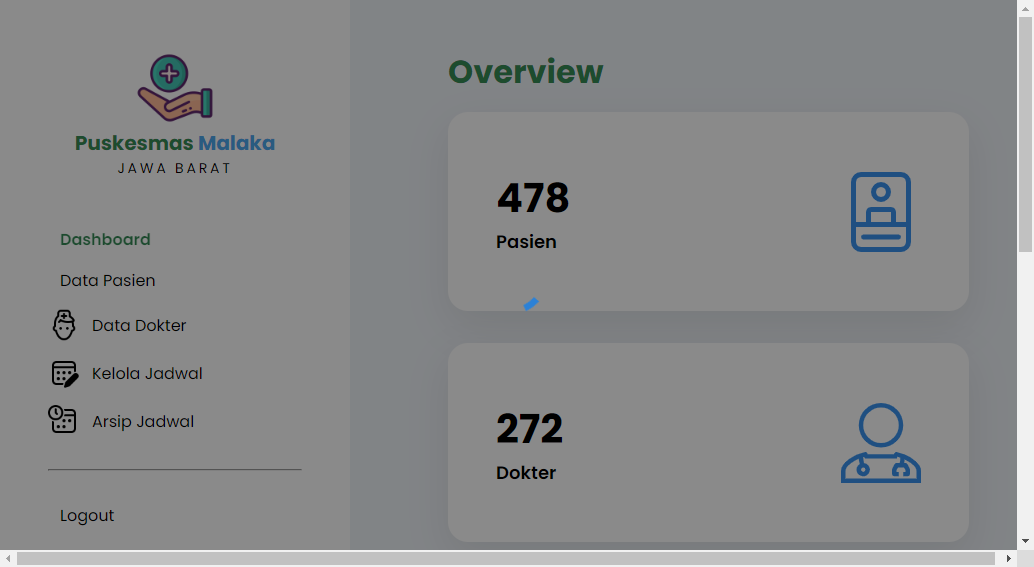 Puskesmas Malaka
JAWA BARAT
Dashboard
Data Pasien
Data Dokter
Kelola Jadwal
Arsip Jadwal
Logout
Overview
478
Pasien
272
Dokter